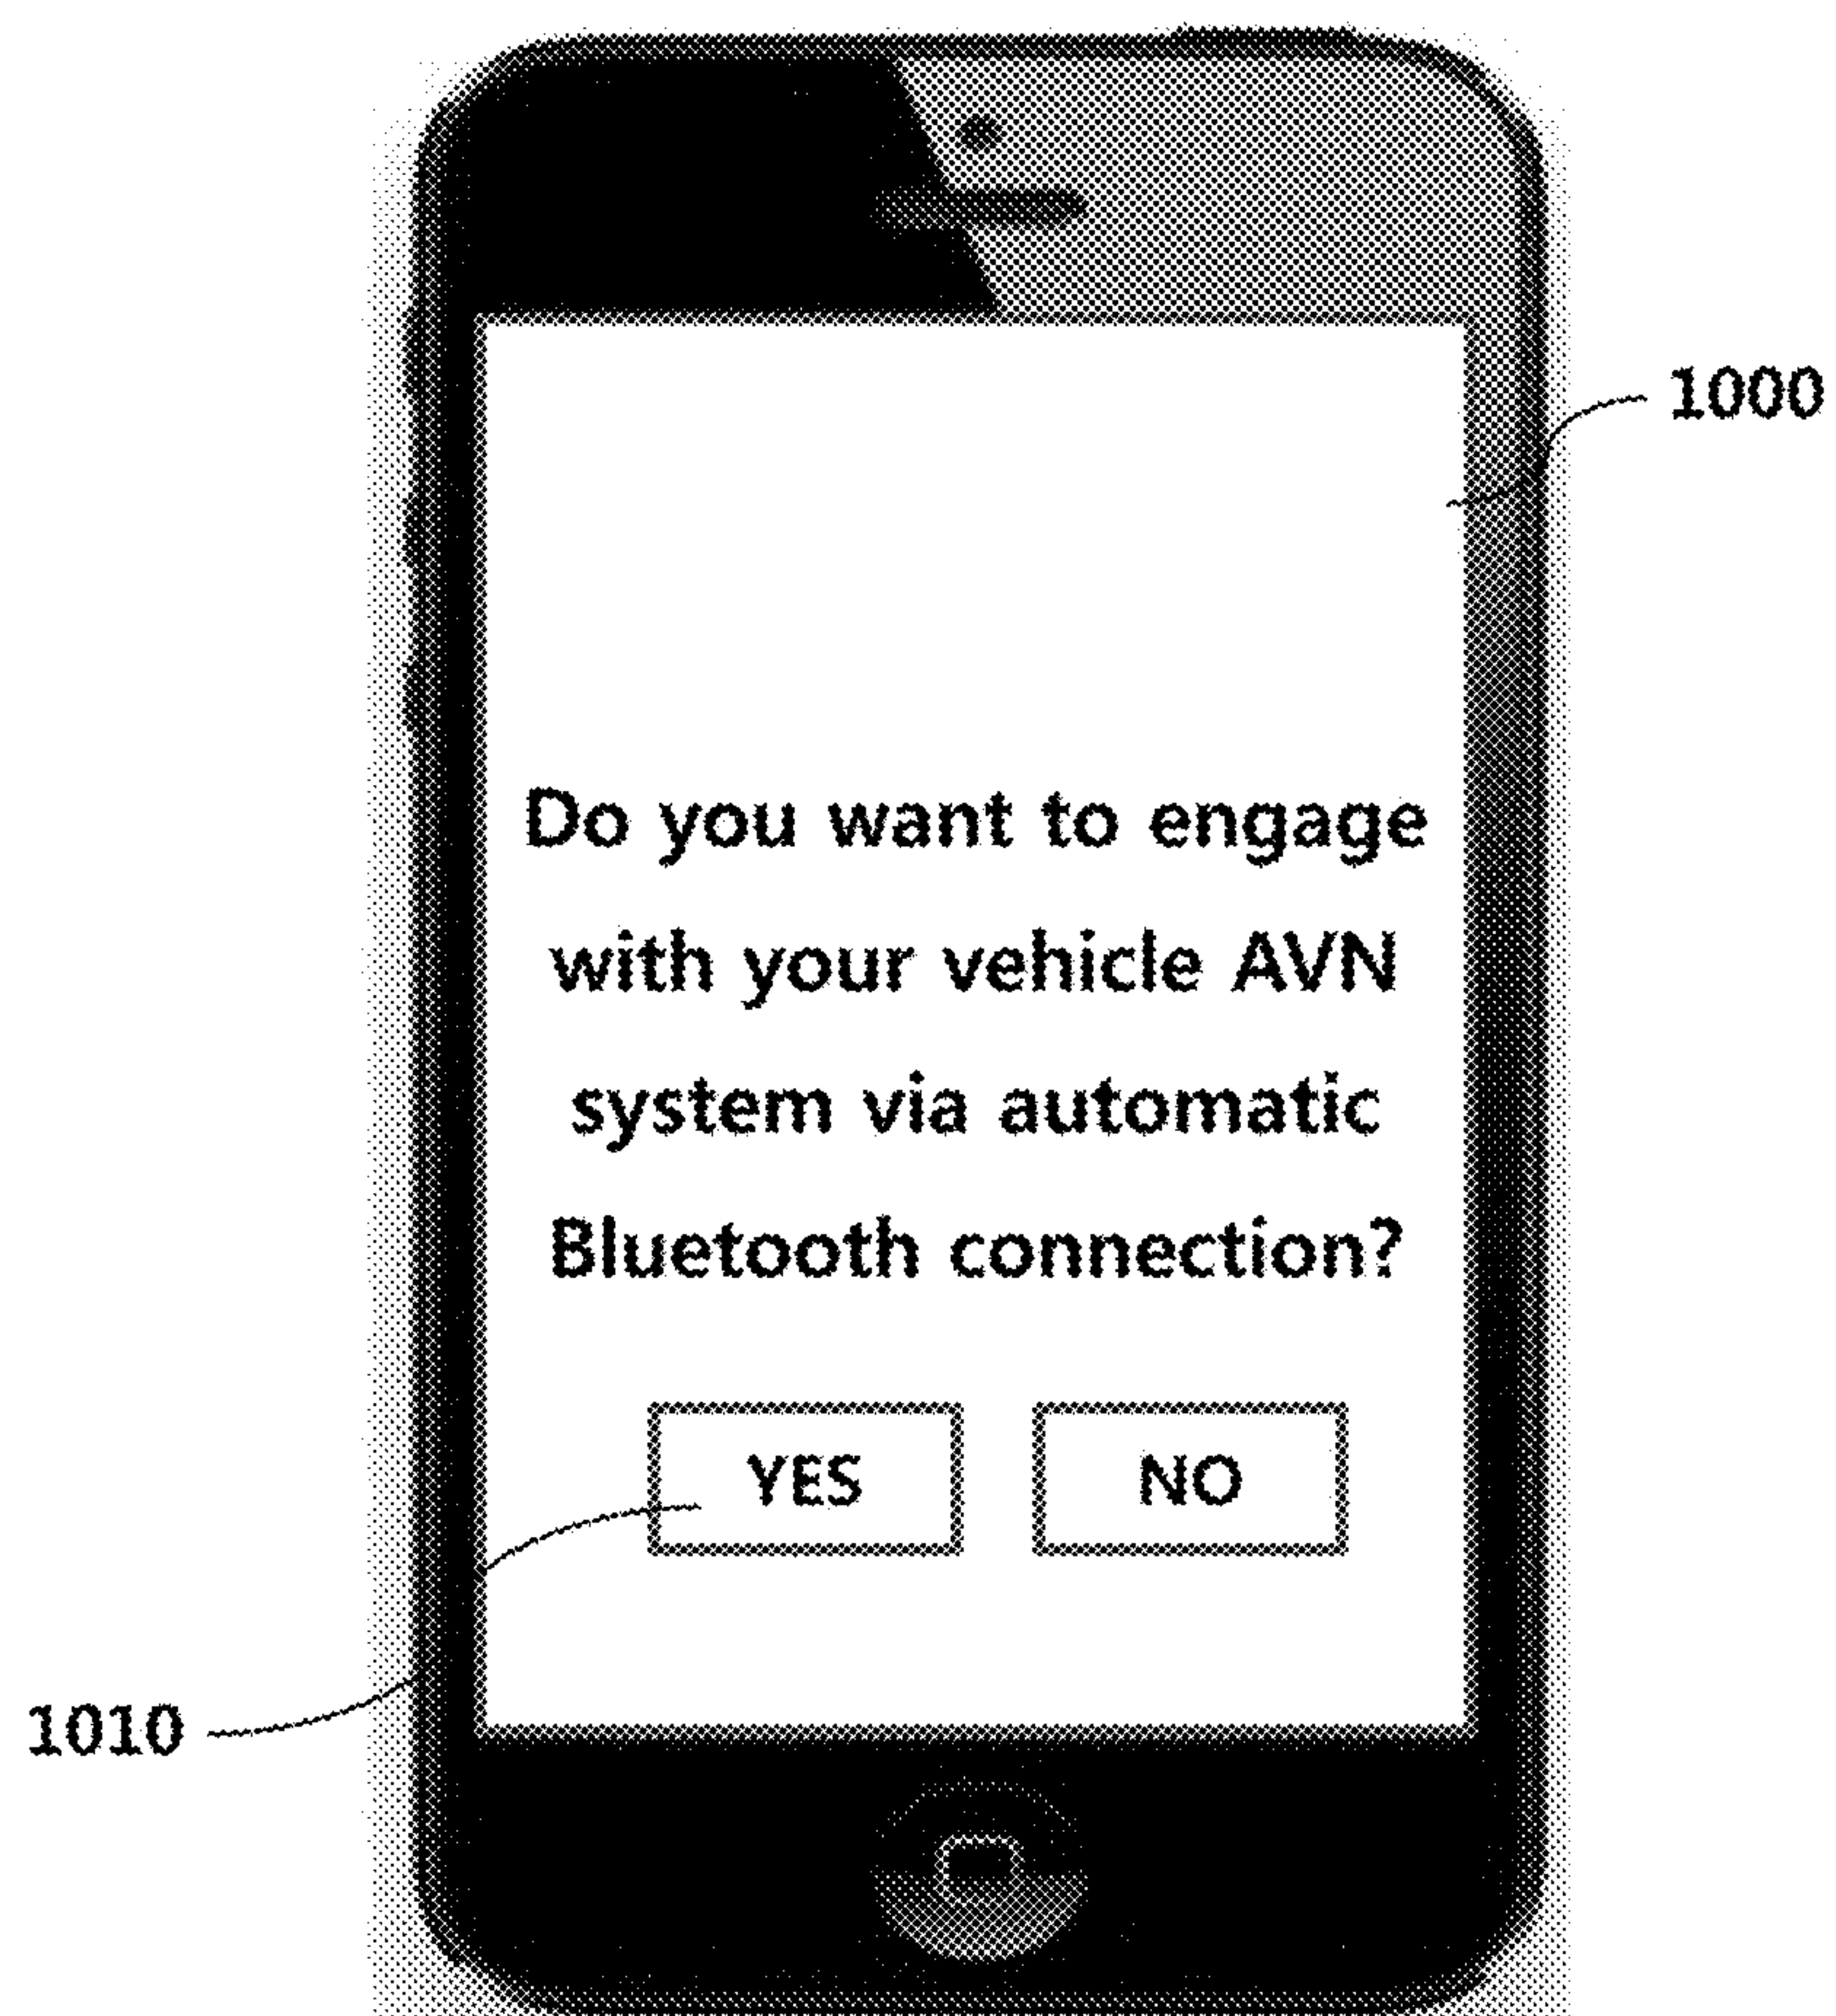 1000
Do you want to engage
with your vehicle AVN
system via automatic
Bluetooth connection?
YES NO
1010